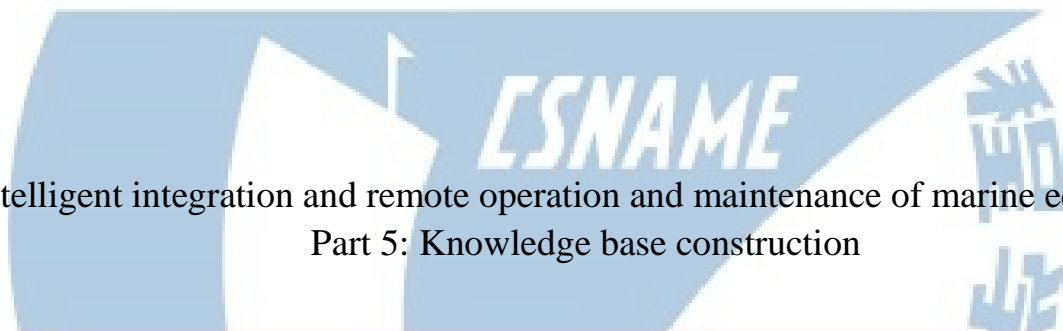 CSNAME
telligent integration and remote operation and maintenance of marine e
Part 5: Knowledge base construction